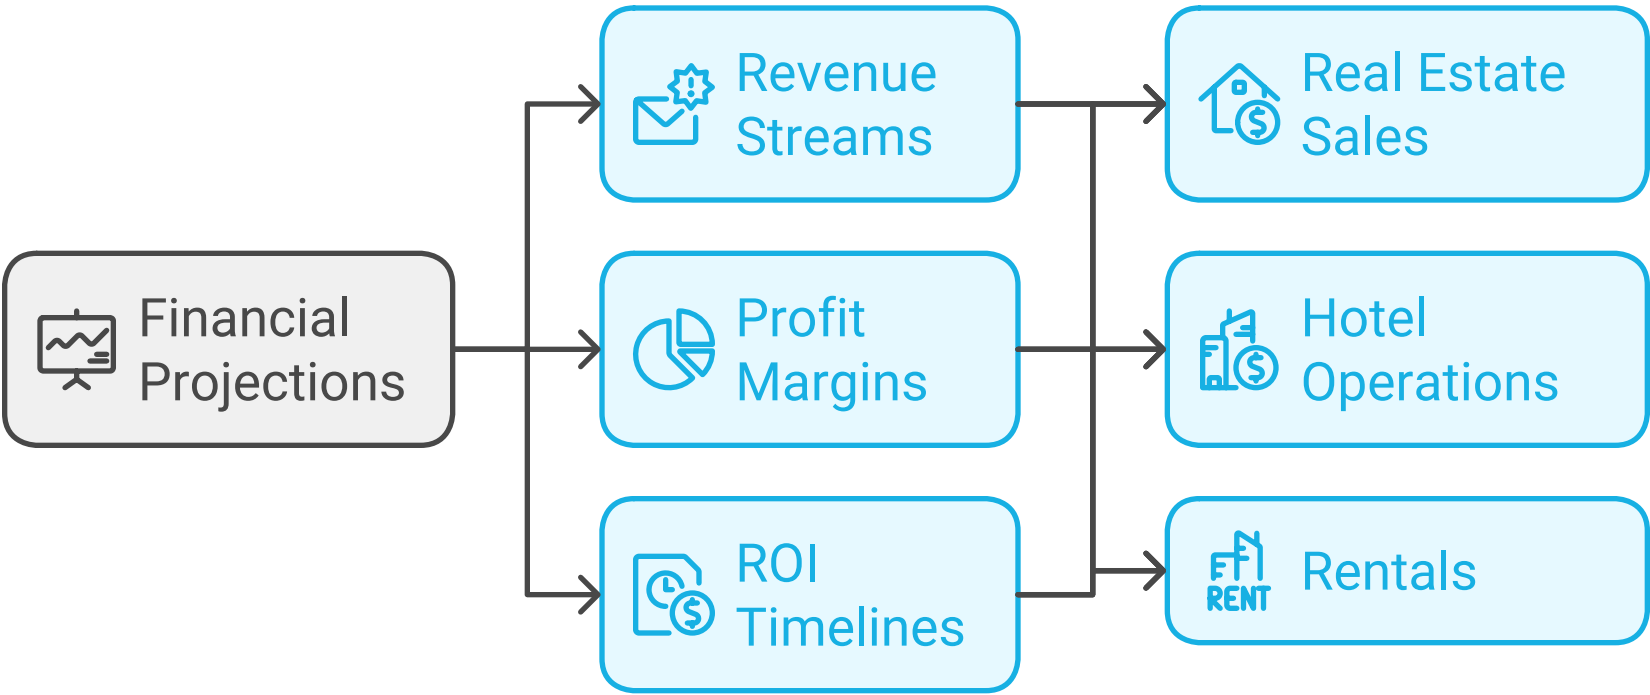 Financial
Projections
Revenue
Streams
Profit
Margins
ROI
Timelines
Real Estate
Sales
Hotel
Operations
RENT
Rentals